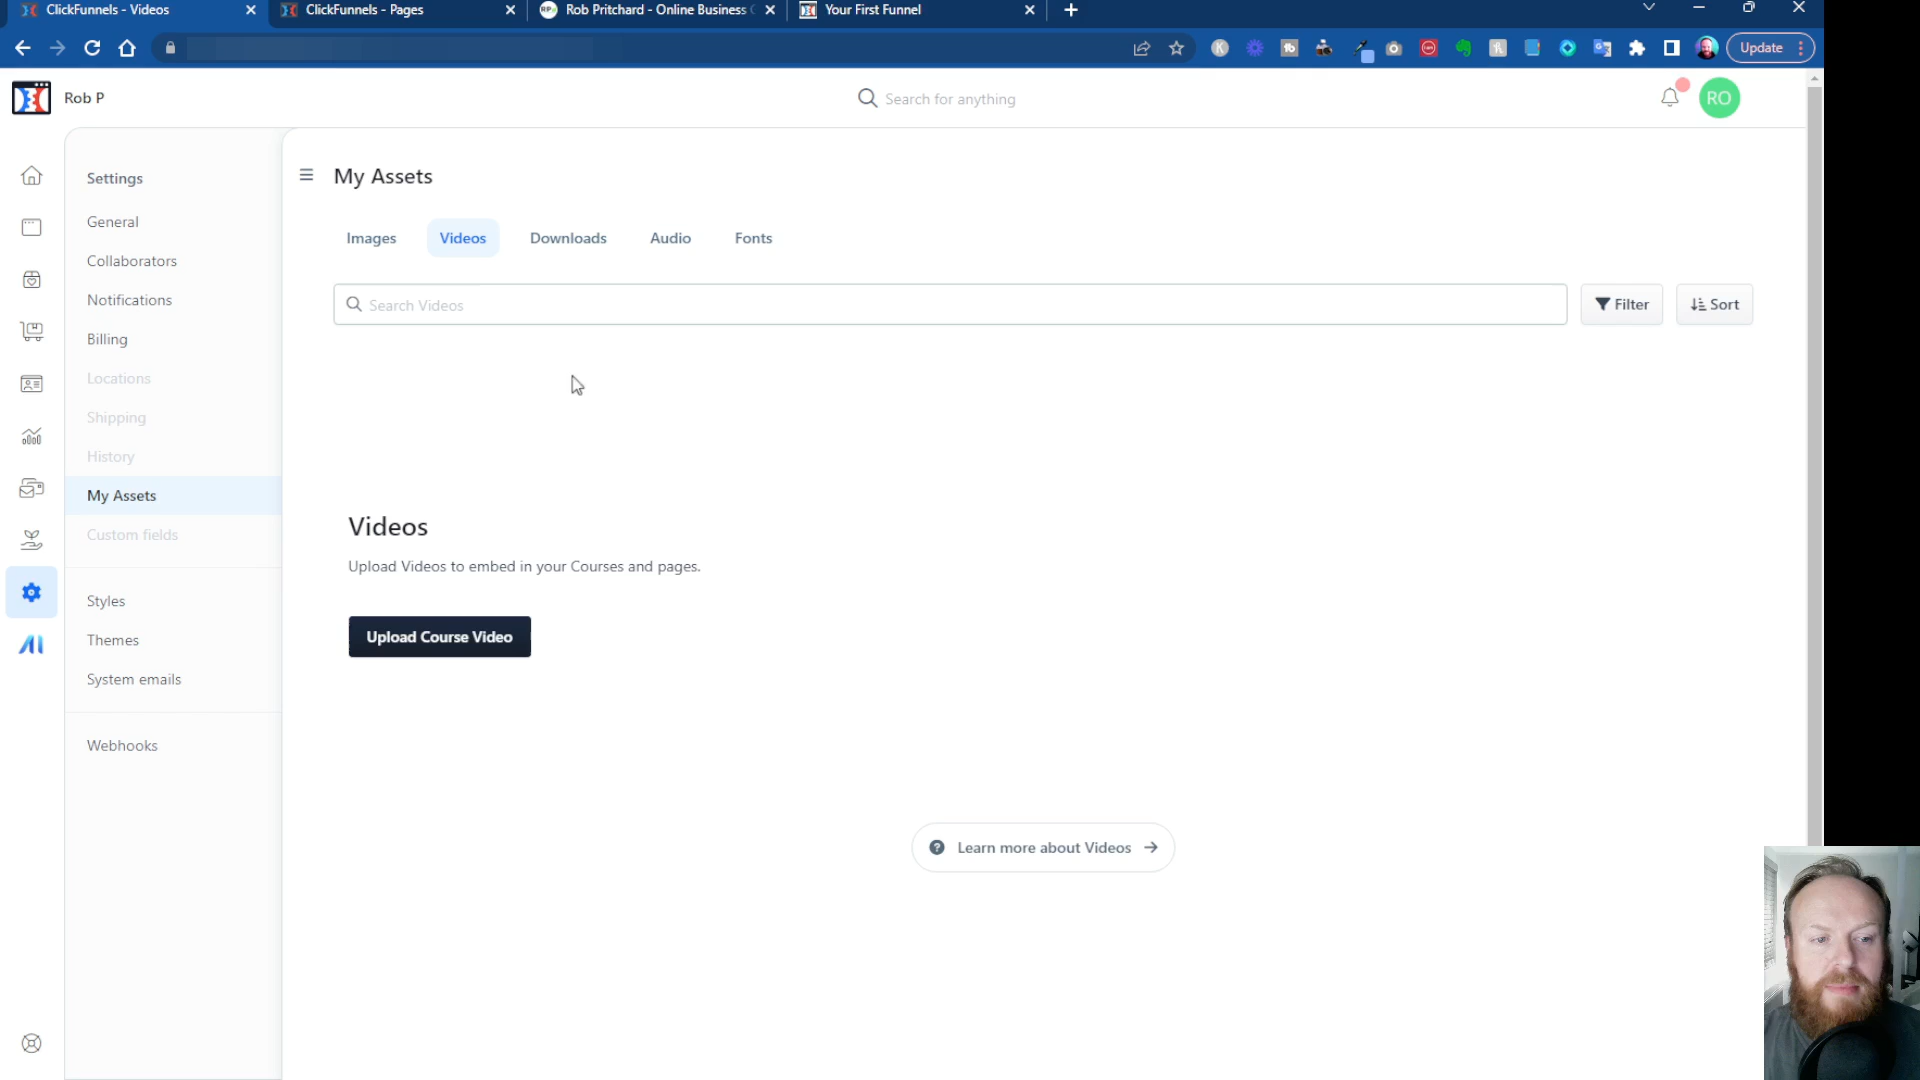 ClickFunnels - Videos
ClickFunnels - Pages
Rob Pritchard - Online Business
Your First Funnel
Update
Rob P
Search for anything
RO
Settings
General
Collaborators
Notifications
Billing
Locations
Shipping
History
My Assets
Custom fields
Styles
Themes
System emails
Webhooks
AI
My Assets
Images
Videos
Downloads
Audio
Fonts
Search Videos
Filter
Sort
Videos
Upload Videos to embed in your Courses and pages.
Upload Course Video
Learn more about Videos